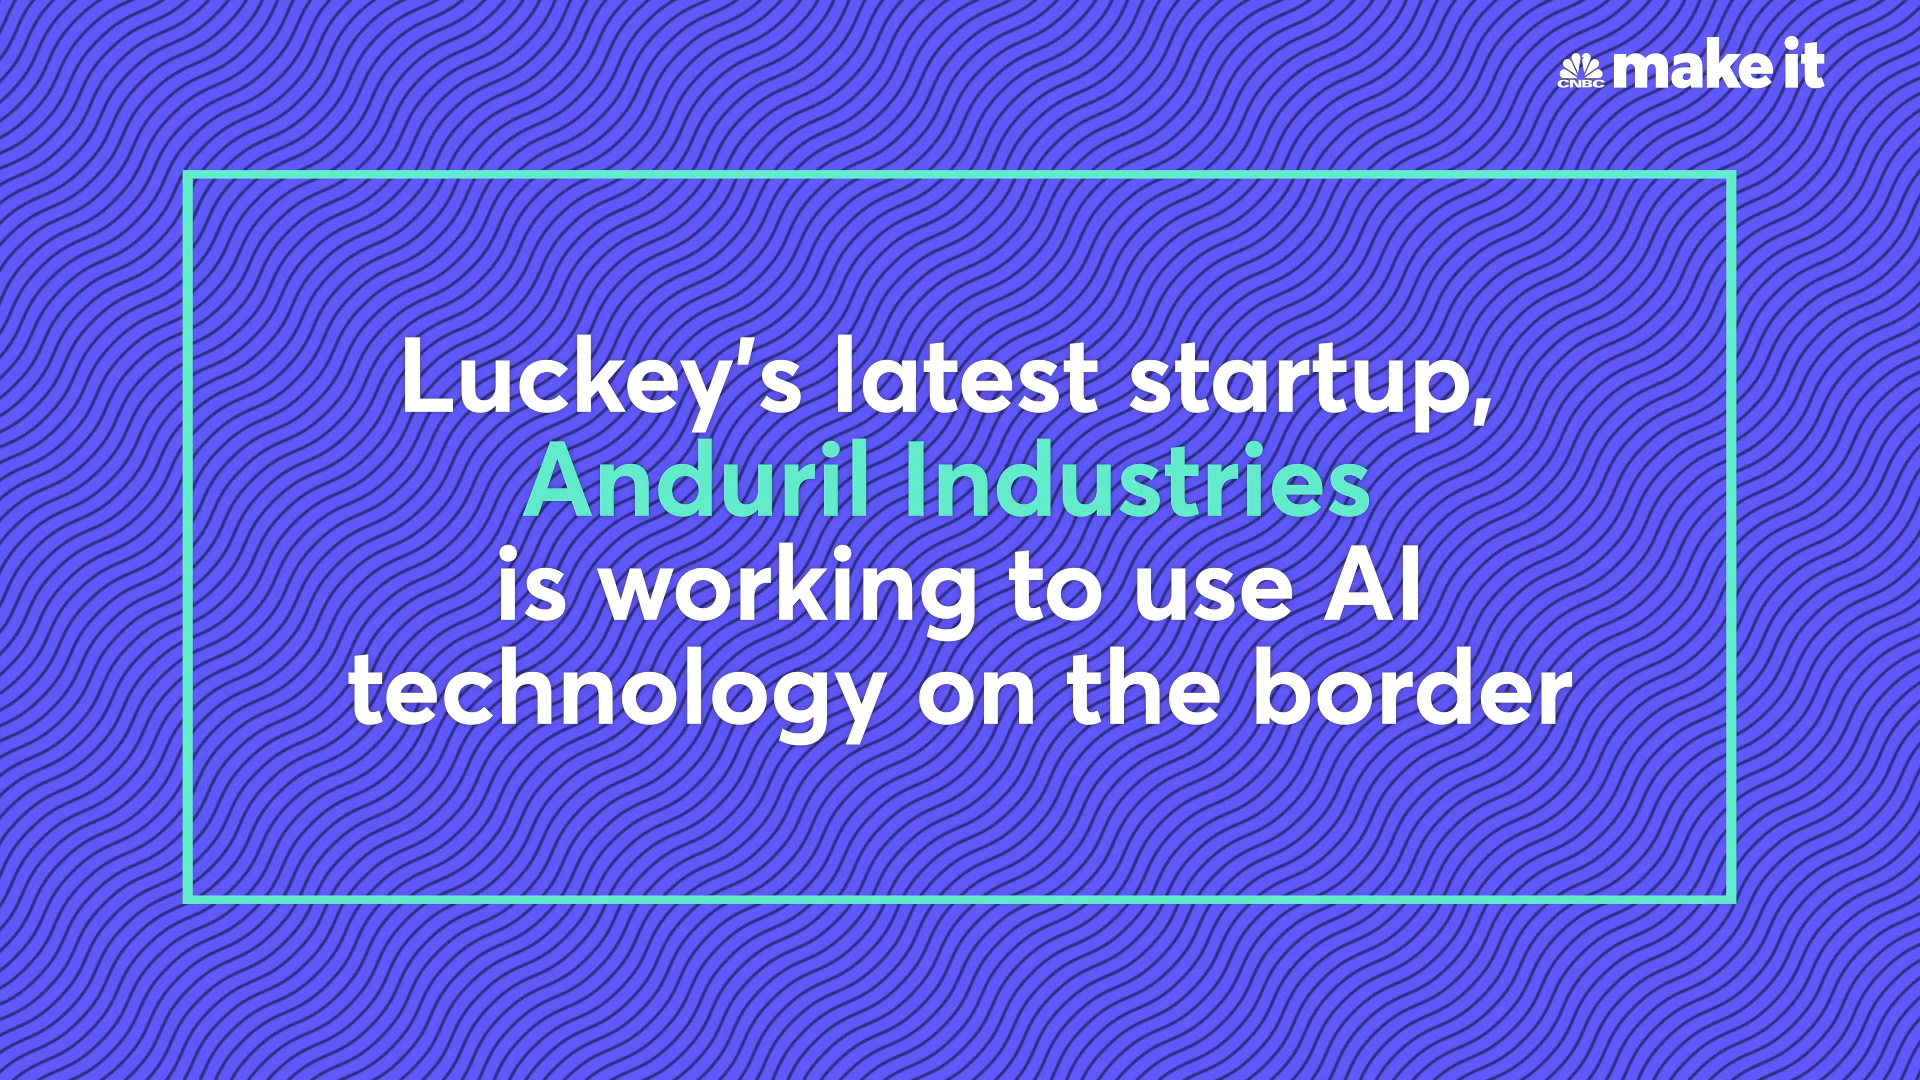 CNBC make it
Luckey's latest startup,
Anduril Industries
is working to use AI
technology on the border